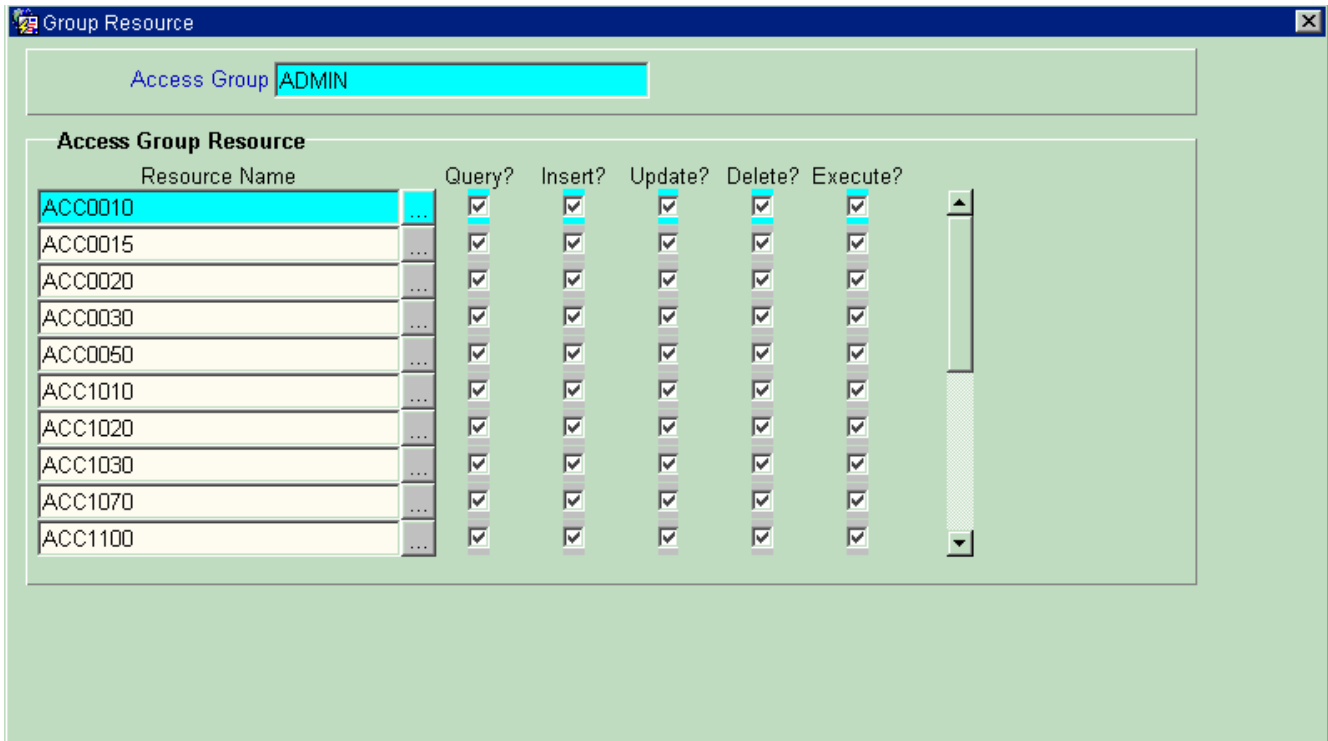 Group Resource
Access Group ADMIN
Access Group Resource
Resource Name Query? Insert? Update? Delete? Execute?
ACC0010 ...
ACC0015 ...
ACC0020 ...
ACC0030 ...
ACC0050 ...
ACC1010 ...
ACC1020 ...
ACC1030 ...
ACC1070 ...
ACC1100 ...